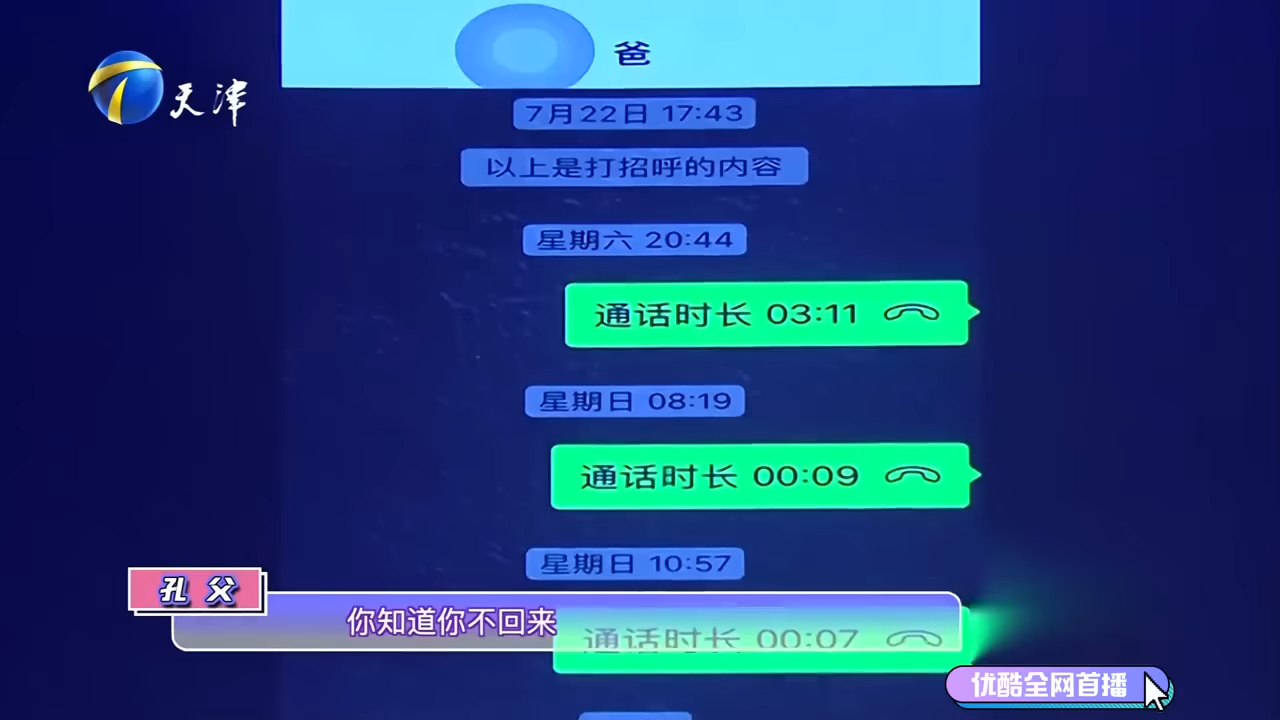 爸
天津
7月22日 17:43
以上是打招呼的内容
星期六 20:44
通话时长 03:11
星期日 08:19
通话时长 00:09
星期日 10:57
孔父
你知道你不回来
通话时长 00:07
优酷全网首播